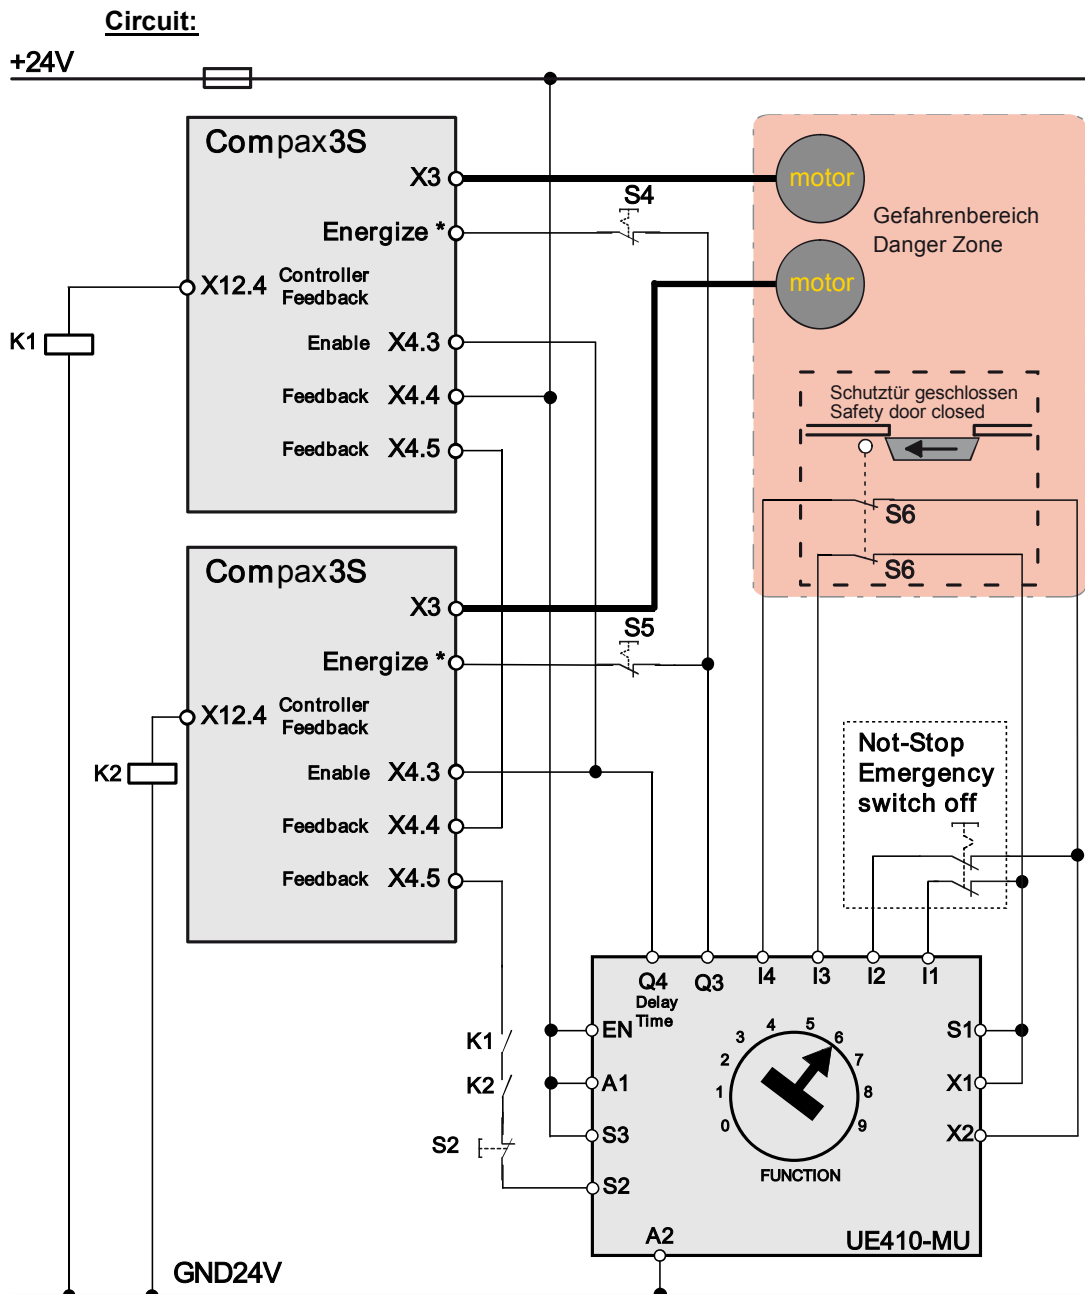 Circuit:
+24V
Compax3S
X3
Energize *
X12.4 Controller Feedback
Enable X4.3
Feedback X4.4
Feedback X4.5
K1
S4
motor
motor
Gefahrenbereich
Danger Zone
Schutztür geschlossen
Safety door closed
S6
S6
Compax3S
X3
Energize *
X12.4 Controller Feedback
Enable X4.3
Feedback X4.4
Feedback X4.5
K2
S5
Not-Stop
Emergency
switch off
Q4 Q3 I4 I3 I2 I1
Delay
Time
EN
A1
S3
S2
K1
K2
S2
0 1 2 3 4 5 6 7 8 9
FUNCTION
S1
X1
X2
A2
UE410-MU
GND24V